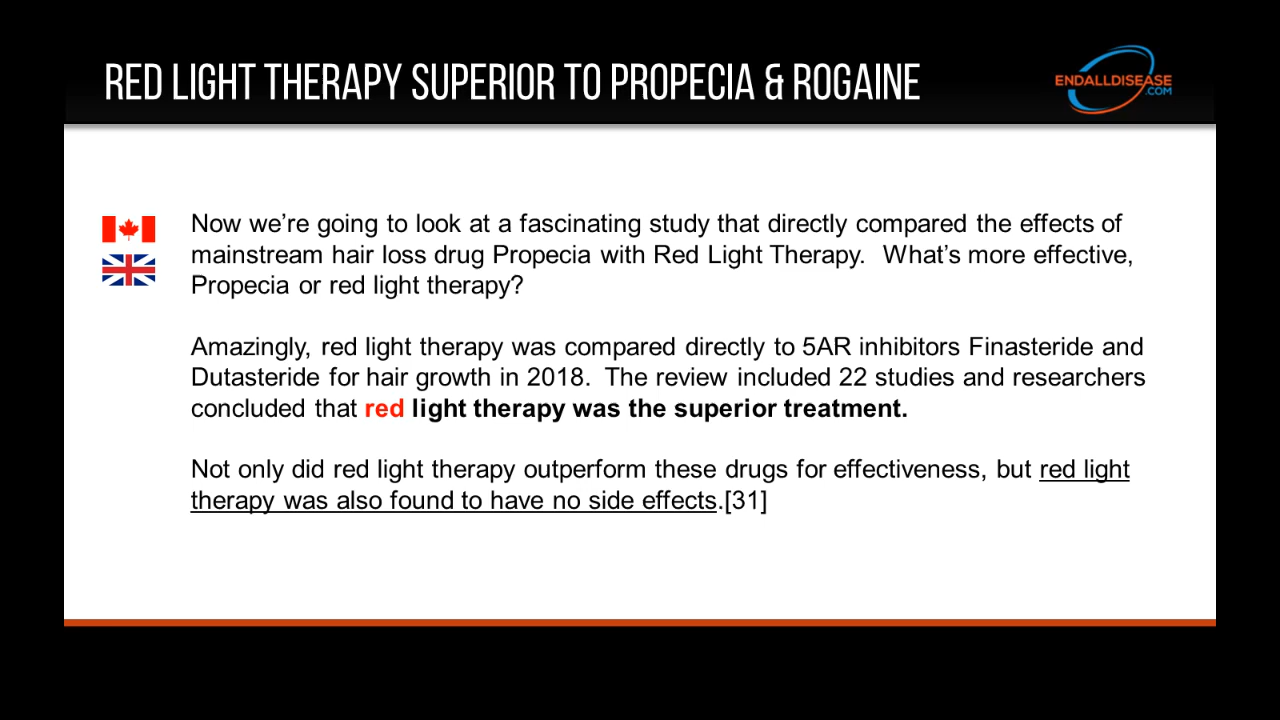 RED LIGHT THERAPY SUPERIOR TO PROPECIA & ROGAINE
ENDALLDISEASE
.COM
Now we’re going to look at a fascinating study that directly compared the effects of
mainstream hair loss drug Propecia with Red Light Therapy.  What’s more effective,
Propecia or red light therapy?
Amazingly, red light therapy was compared directly to 5AR inhibitors Finasteride and
Dutasteride for hair growth in 2018.  The review included 22 studies and researchers
concluded that red light therapy was the superior treatment.
Not only did red light therapy outperform these drugs for effectiveness, but red light
therapy was also found to have no side effects.[31]